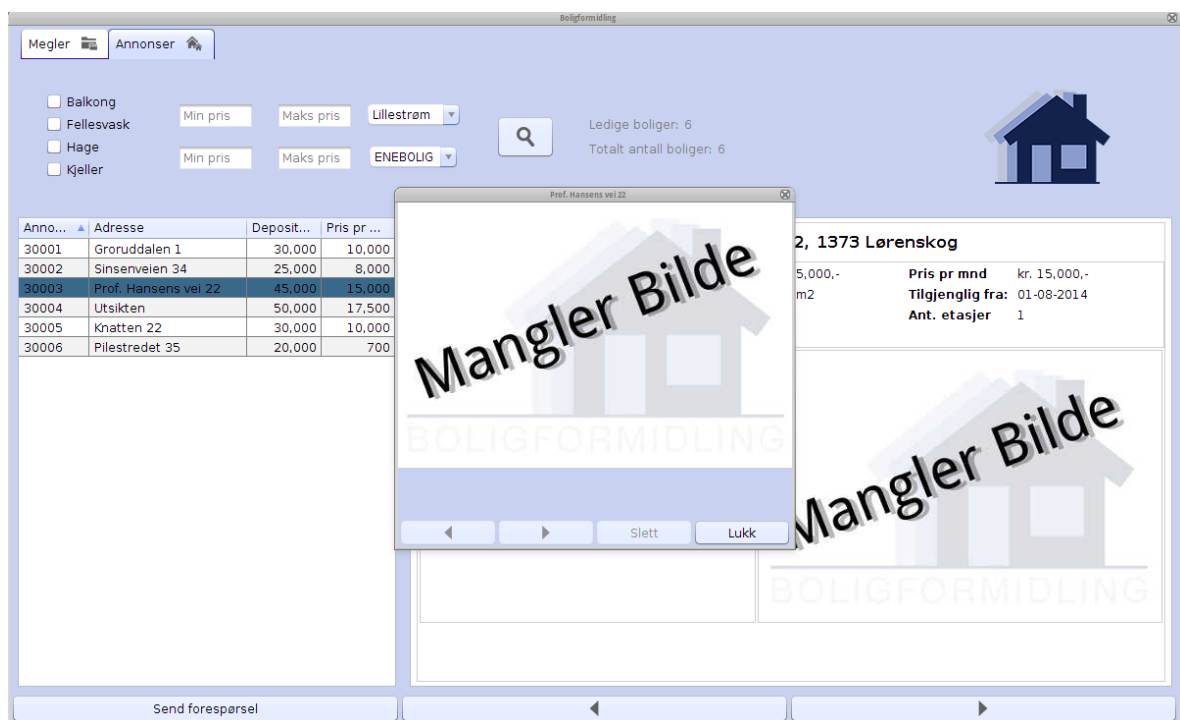 Boligformidling
Megler
Annonser
Balkong
Fellesvask
Hage
Kjeller
Min pris
Maks pris
Lillestrøm
Min pris
Maks pris
ENEBOLIG
Ledige boliger: 6
Totalt antall boliger: 6
Anno... Adresse Deposit... Pris pr ...
30001 Groruddalen 1 30,000 10,000
30002 Sinsenveien 34 25,000 8,000
30003 Prof. Hansens vei 22 45,000 15,000
30004 Utsikten 50,000 17,500
30005 Knatten 22 30,000 10,000
30006 Pilestredet 35 20,000 700
Prof. Hansens vei 22
Mangler Bilde
BOLIGFORMIDLING
Slett
Lukk
2, 1373 Lørenskog
5,000,- Pris pr mnd kr. 15,000,-
m2 Tilgjenglig fra: 01-08-2014
Ant. etasjer 1
Mangler Bilde
BOLIGFORMIDLING
Send forespørsel